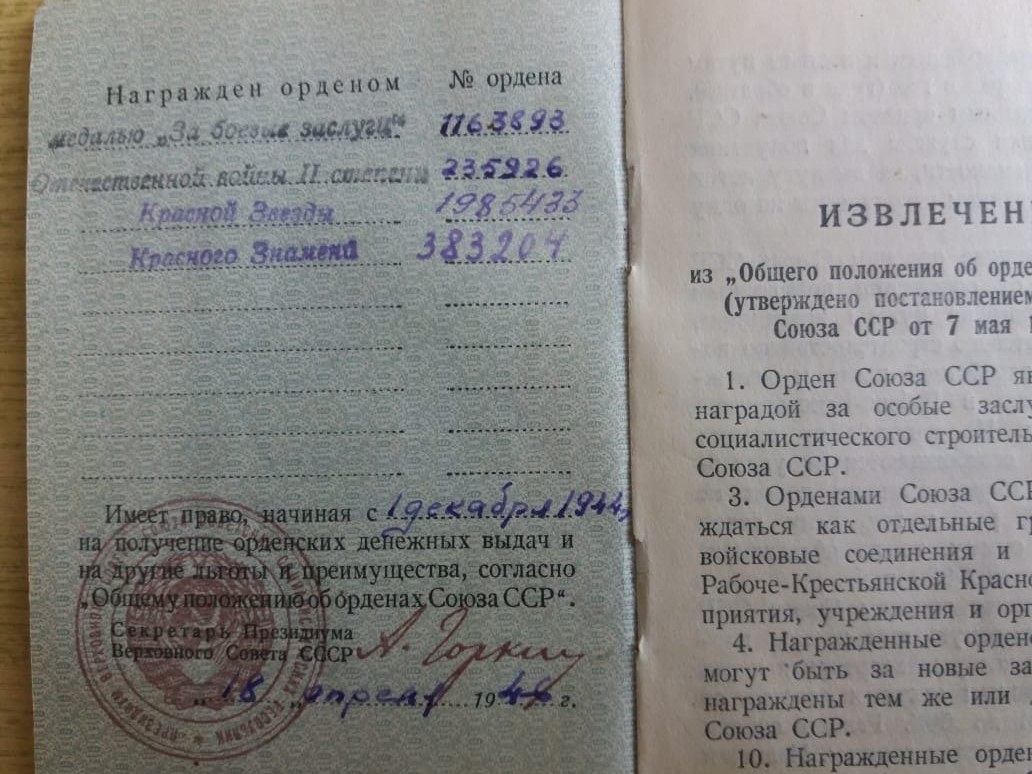 Награжден орденом № ордена
медалью „За боевые заслуги“ 1163893
Отечественной войны II степени 235926
Красной Звезды 1985433
Красного Знамени 383204
Имеет право, начиная с 1 декабря 1944,
на получение орденских денежных выдач и
на другие льготы и преимущества, согласно
„Общему положению об орденах Союза ССР“.
Секретарь Президиума
Верховного Совета СССР А. Горкин
„18 „ апреля 1946 г.
ИЗВЛЕЧЕН
из „Общего положения об орде
(утверждено постановлением
Союза ССР от 7 мая
1. Орден Союза ССР яв
наградой за особые заслу
социалистического строитель
Союза ССР.
3. Орденами Союза ССР
ждаться как отдельные г
войсковые соединения и
Рабоче-Крестьянской Красно
приятия, учреждения и орг
4. Награжденные ордено
могут быть за новые за
награждены тем же или
Союза ССР.
10. Награжденные орден